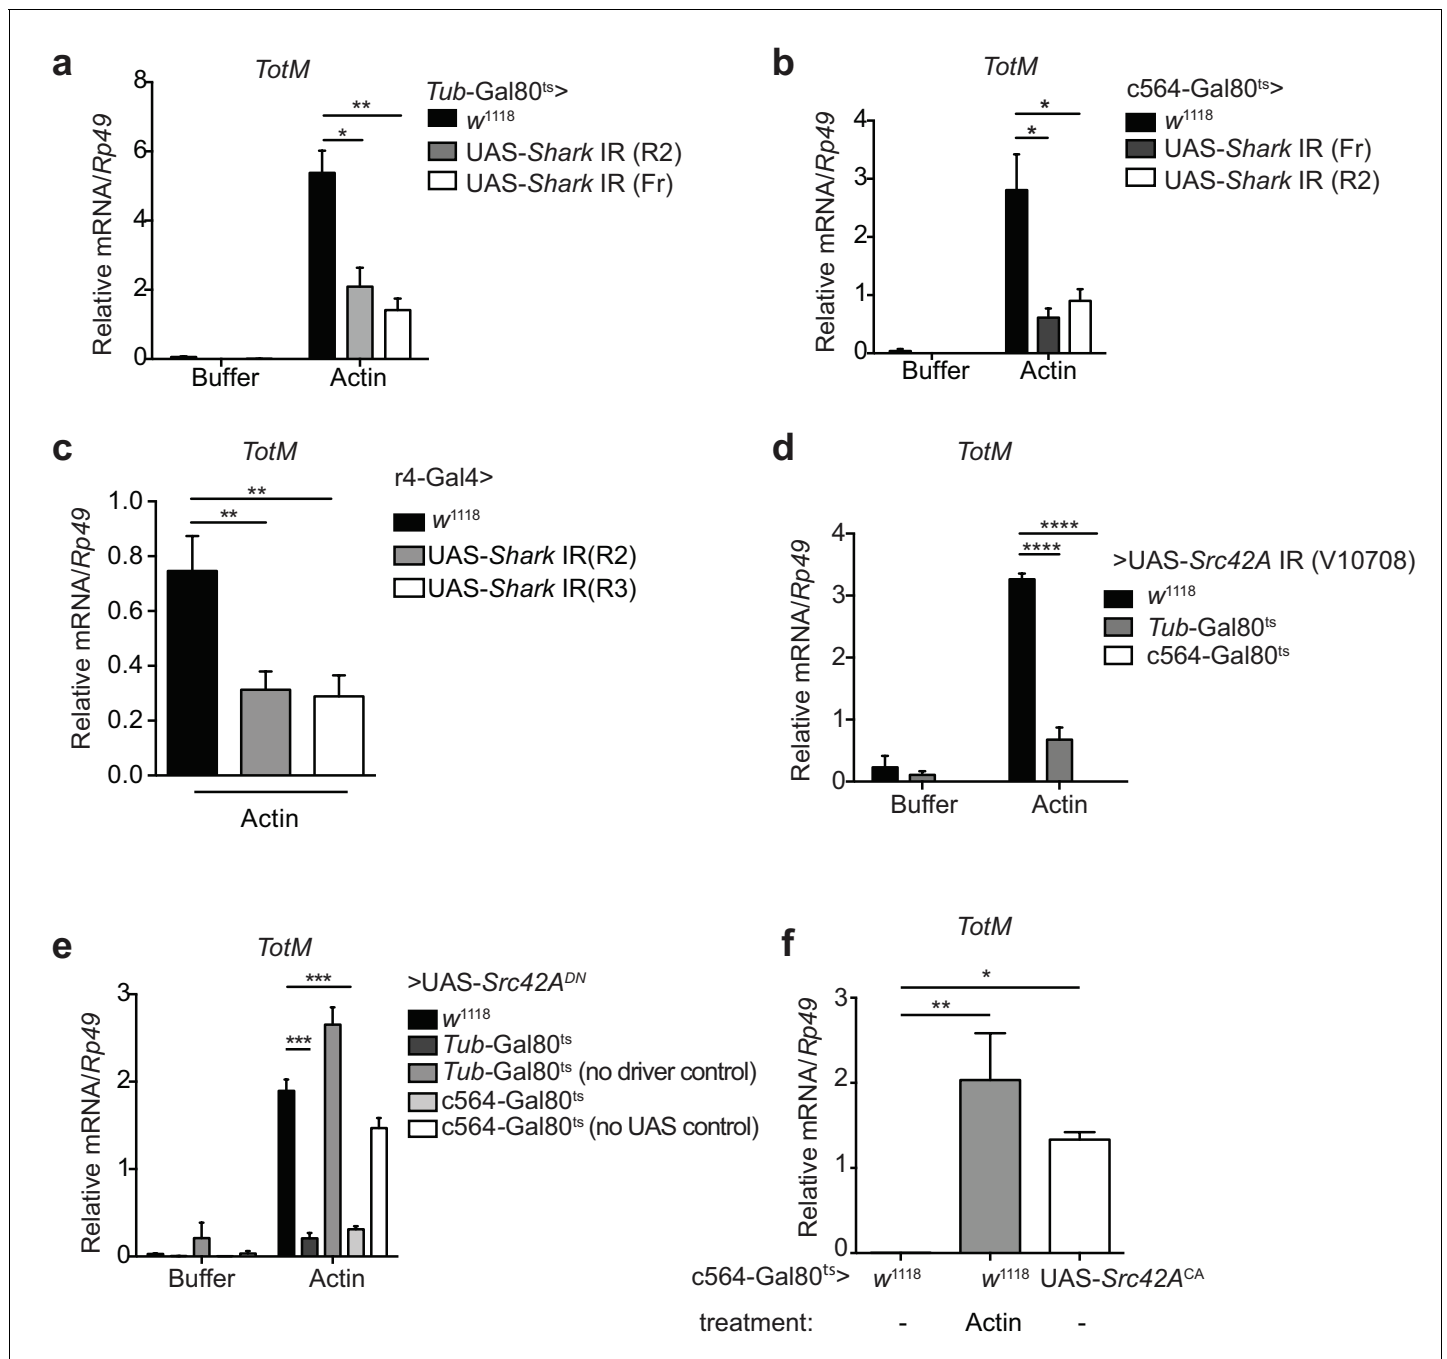 a
TotM
Tub-Gal80ts>
w1118
UAS-Shark IR (R2)
UAS-Shark IR (Fr)
**
*
Relative mRNA/Rp49
8
6
4
2
0
Buffer
Actin
b
TotM
c564-Gal80ts>
w1118
UAS-Shark IR (Fr)
UAS-Shark IR (R2)
*
*
Relative mRNA/Rp49
4
3
2
1
0
Buffer
Actin
c
TotM
r4-Gal4>
w1118
UAS-Shark IR(R2)
UAS-Shark IR(R3)
**
**
Relative mRNA/Rp49
1.0
0.8
0.6
0.4
0.2
0.0
Actin
d
TotM
>UAS-Src42A IR (V10708)
w1118
Tub-Gal80ts
c564-Gal80ts
****
****
Relative mRNA/Rp49
4
3
2
1
0
Buffer
Actin
e
TotM
>UAS-Src42ADN
w1118
Tub-Gal80ts
Tub-Gal80ts (no driver control)
c564-Gal80ts
c564-Gal80ts (no UAS control)
***
***
Relative mRNA/Rp49
3
2
1
0
Buffer
Actin
f
TotM
*
**
Relative mRNA/Rp49
3
2
1
0
c564-Gal80ts> w1118 w1118 UAS-Src42ACA
treatment: - Actin -